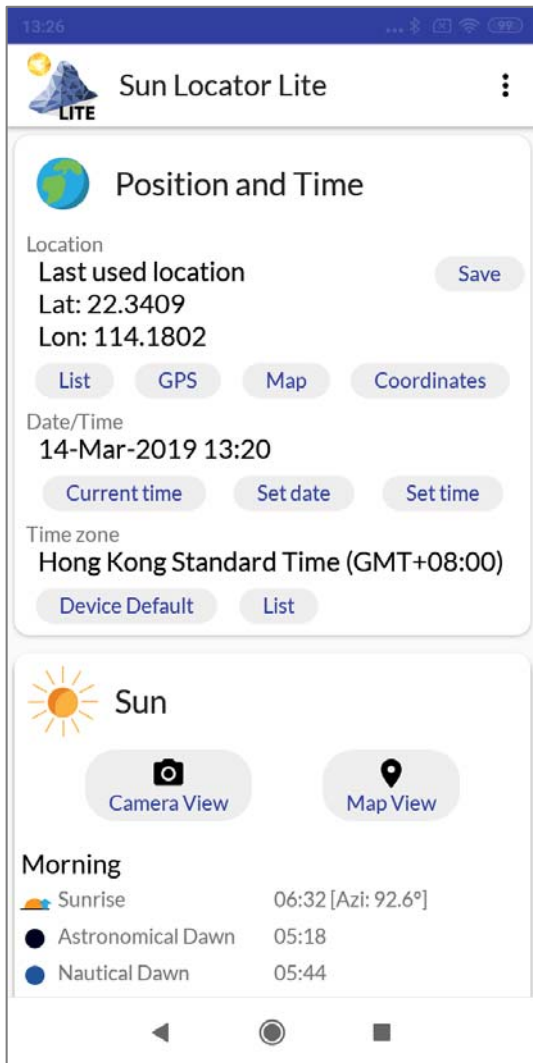 13:26
99
LITE
Sun Locator Lite
Position and Time
Location
Last used location
Save
Lat: 22.3409
Lon: 114.1802
List GPS Map Coordinates
Date/Time
14-Mar-2019 13:20
Current time Set date Set time
Time zone
Hong Kong Standard Time (GMT+08:00)
Device Default List
Sun
Camera View Map View
Morning
Sunrise 06:32 [Azi: 92.6º]
Astronomical Dawn 05:18
Nautical Dawn 05:44